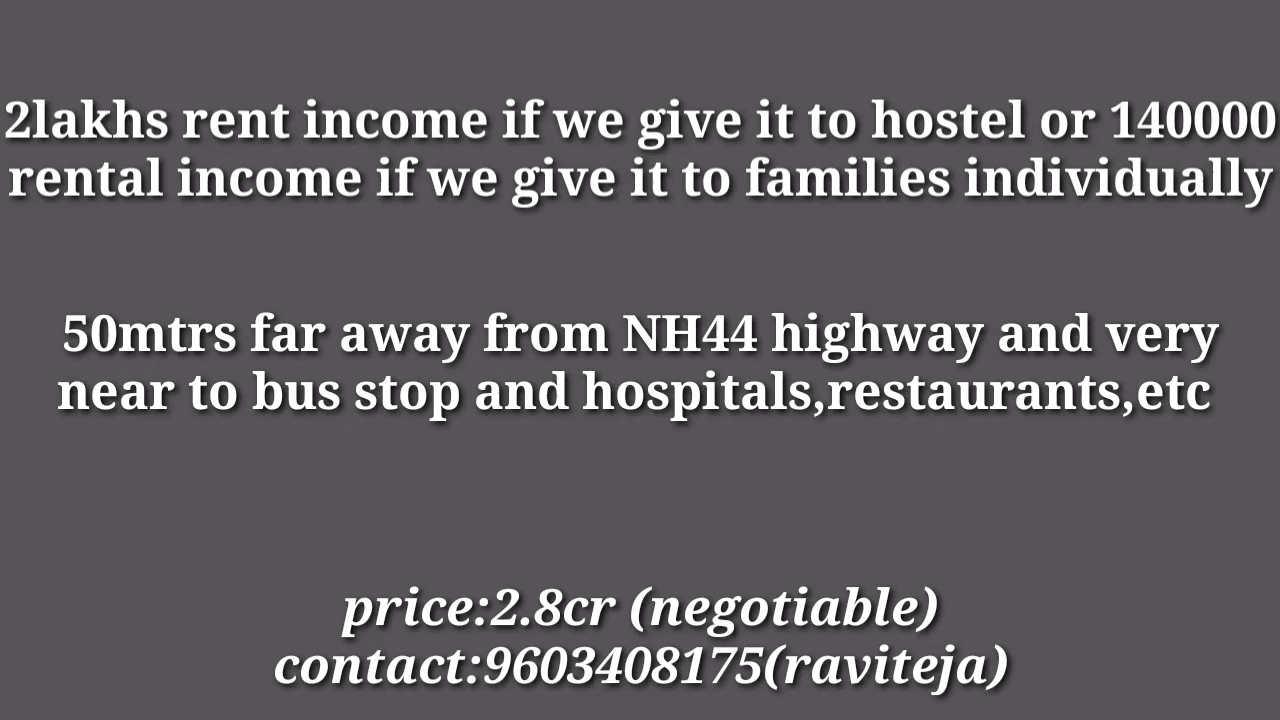 2lakhs rent income if we give it to hostel or 140000
rental income if we give it to families individually
50mtrs far away from NH44 highway and very
near to bus stop and hospitals,restaurants,etc
price:2.8cr (negotiable)
contact:9603408175(raviteja)